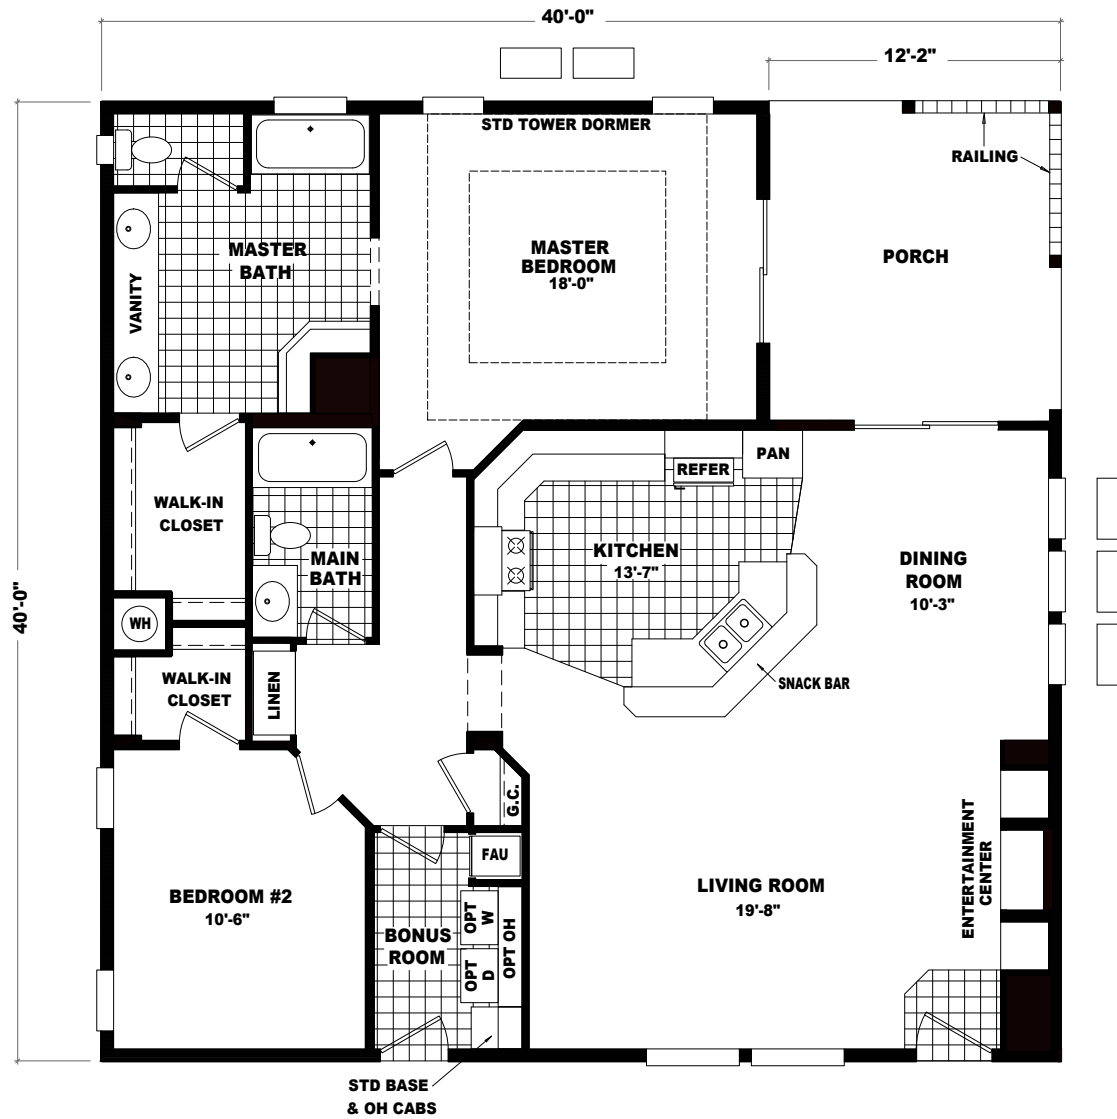 40'-0"
12'-2"
STD TOWER DORMER
RAILING
MASTER
BATH
MASTER
BEDROOM
18'-0"
PORCH
VANITY
WALK-IN
CLOSET
REFER
PAN
MAIN
BATH
KITCHEN
13'-7"
DINING
ROOM
10'-3"
40'-0"
WH
WALK-IN
CLOSET
LINEN
SNACK BAR
G.C.
FAU
ENTERTAINMENT
CENTER
BEDROOM #2
10'-6"
LIVING ROOM
19'-8"
BONUS
ROOM
OPT
W
OPT OH
OPT
D
STD BASE
& OH CABS